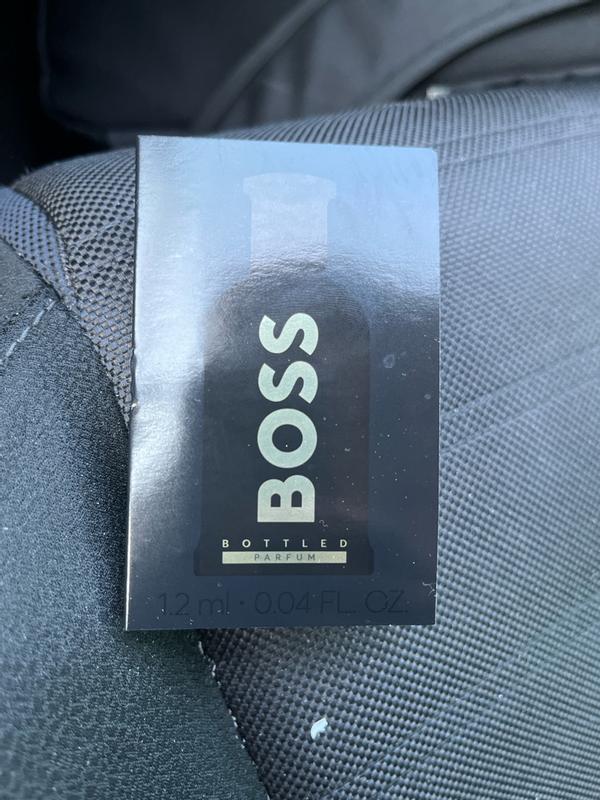 BOSS
BOTTLED
PARFUM
1.2 ml · 0.04 FL. OZ.